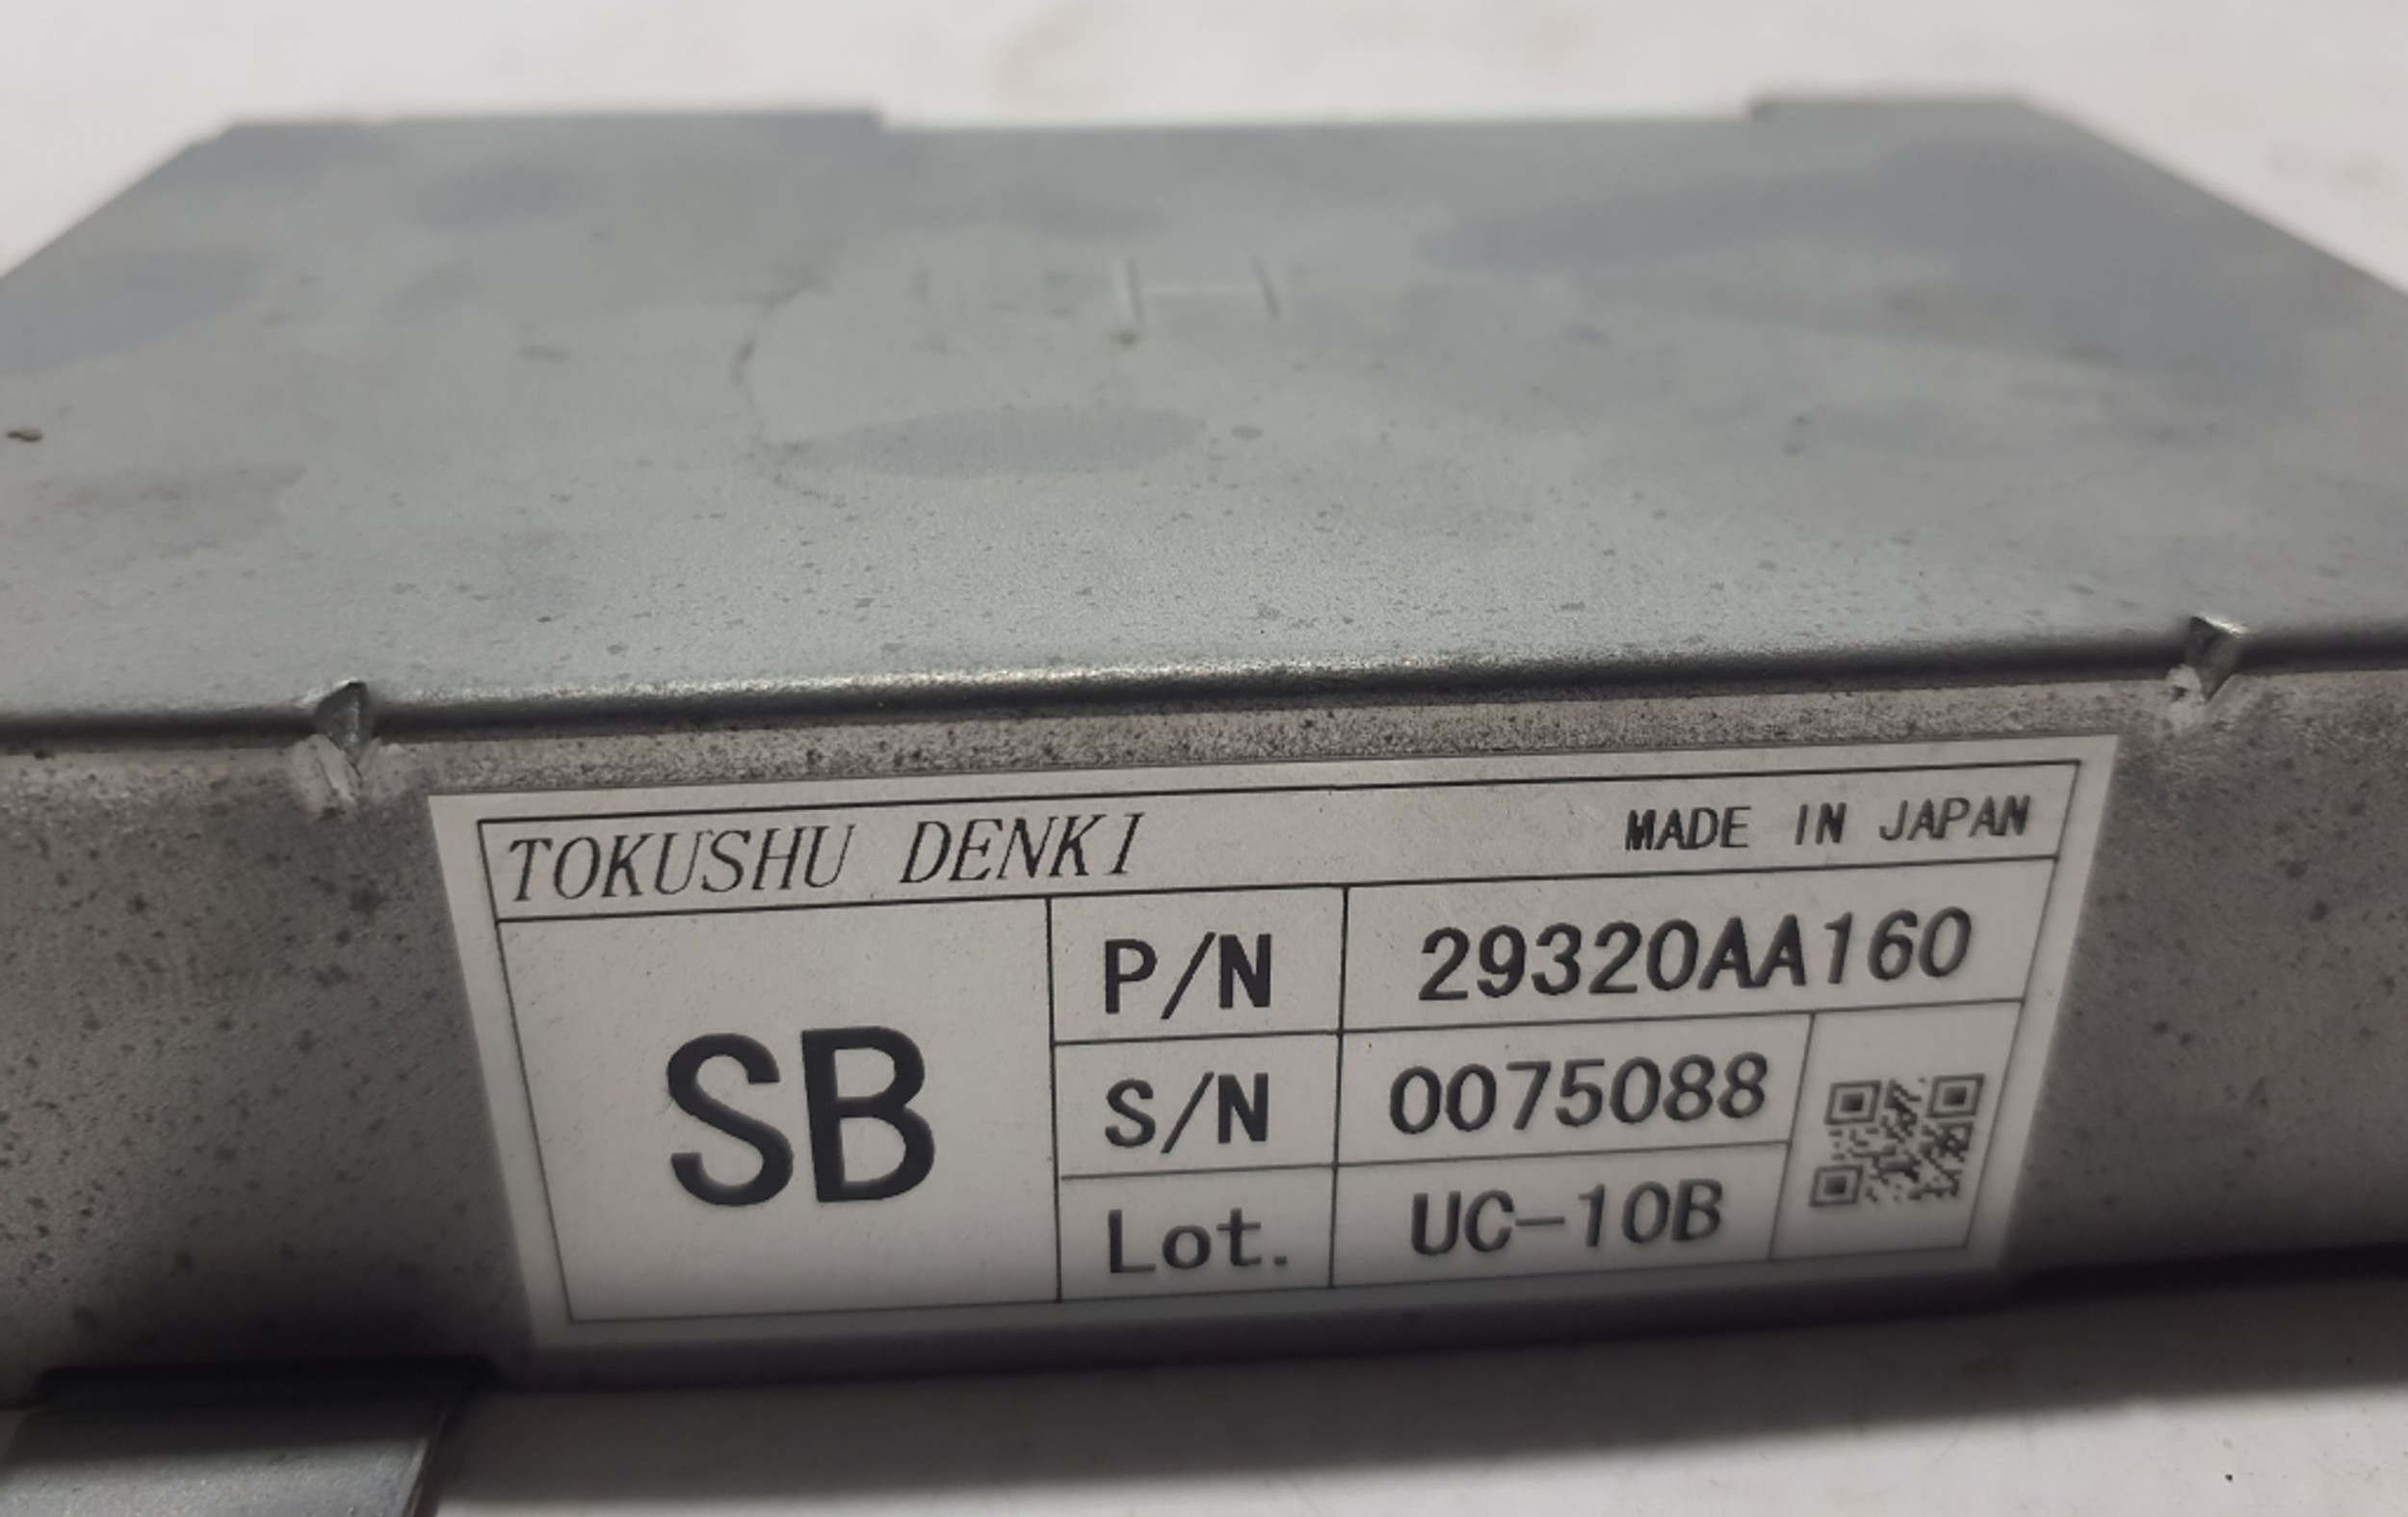 TOKUSHU DENKI MADE IN JAPAN
SB
P/N 29320AA160
S/N 0075088
Lot. UC-10B